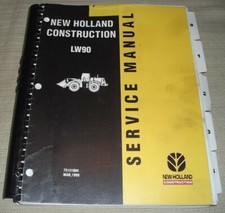 NEW HOLLAND
CONSTRUCTION
LW90
SERVICE MANUAL
NEW HOLLAND
CONSTRUCTION